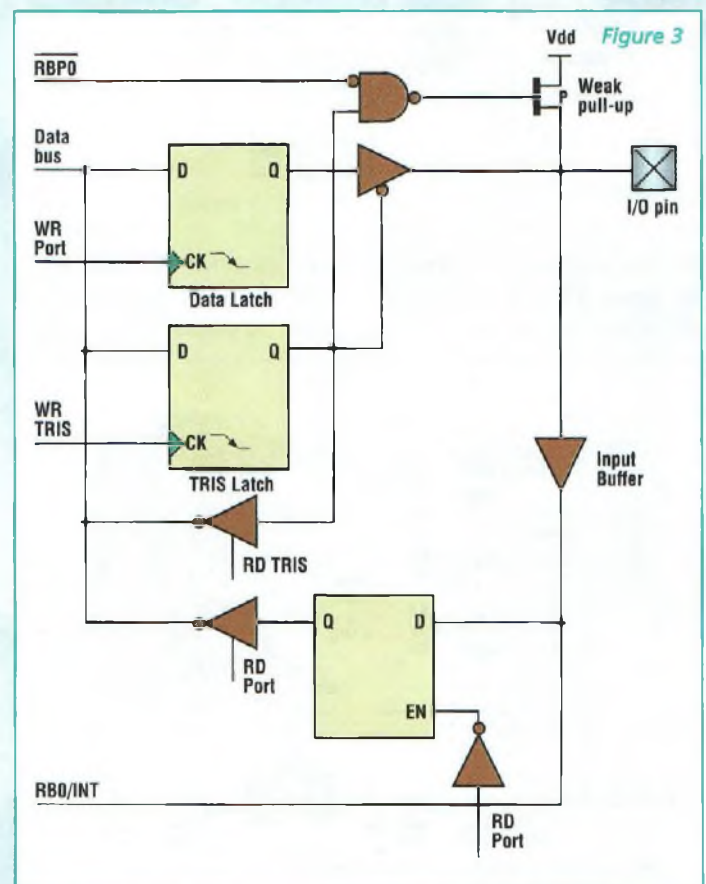 Figure 3
Vdd
RBPO
P
Weak
pull-up
Data
bus
D
Q
I/O pin
WR
Port
CK
Data Latch
D
Q
WR
TRIS
CK
TRIS Latch
Input
Buffer
RD TRIS
Q
D
RD
Port
EN
RB0/INT
RD
Port